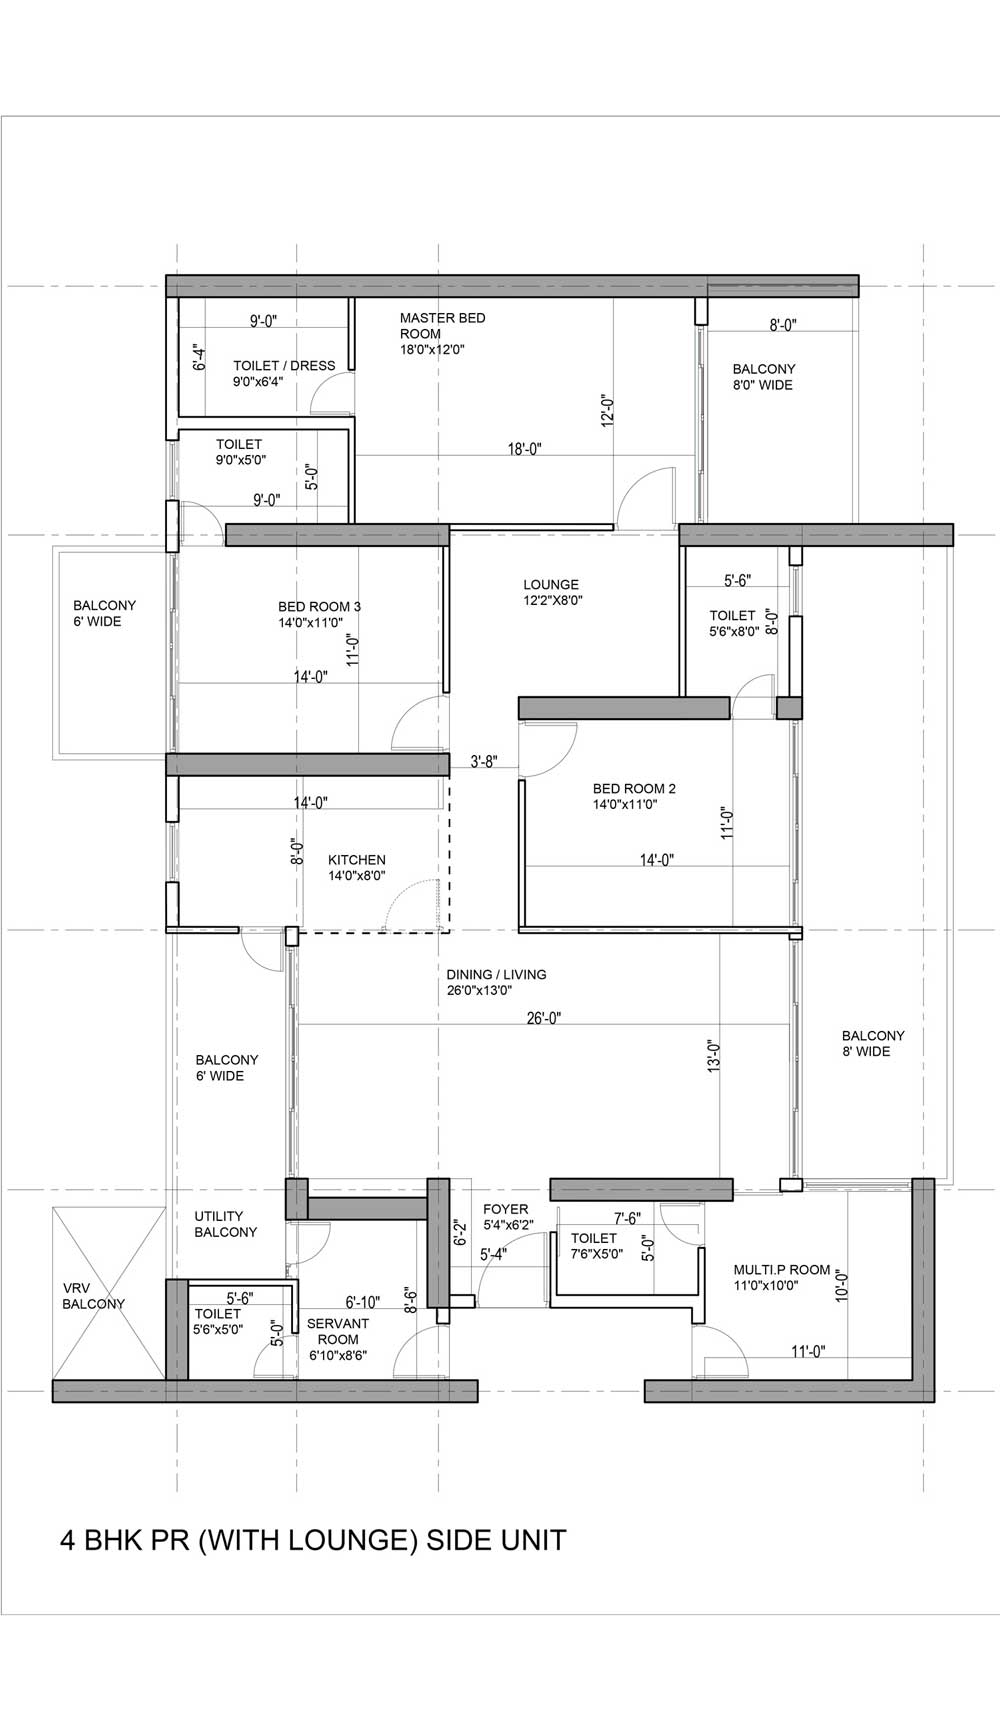 9'-0"
6'-4"
TOILET / DRESS
9'0"x6'4"
MASTER BED
ROOM
18'0"x12'0"
12'-0"
18'-0"
8'-0"
BALCONY
8'0" WIDE
TOILET
9'0"x5'0"
5'-0"
9'-0"
BALCONY
6' WIDE
BED ROOM 3
14'0"x11'0"
11'-0"
14'-0"
LOUNGE
12'2"X8'0"
5'-6"
TOILET
5'6"x8'0"
8'-0"
3'-8"
BED ROOM 2
14'0"x11'0"
11'-0"
14'-0"
14'-0"
8'-0"
KITCHEN
14'0"x8'0"
DINING / LIVING
26'0"x13'0"
26'-0"
13'-0"
BALCONY
6' WIDE
BALCONY
8' WIDE
UTILITY
BALCONY
VRV
BALCONY
5'-6"
TOILET
5'6"x5'0"
5'-0"
6'-10"
8'-6"
SERVANT
ROOM
6'10"x8'6"
FOYER
5'4"x6'2"
6'-2"
5'-4"
7'-6"
TOILET
7'6"X5'0"
5'-0"
MULTI.P ROOM
11'0"x10'0"
10'-0"
11'-0"
4 BHK PR (WITH LOUNGE) SIDE UNIT